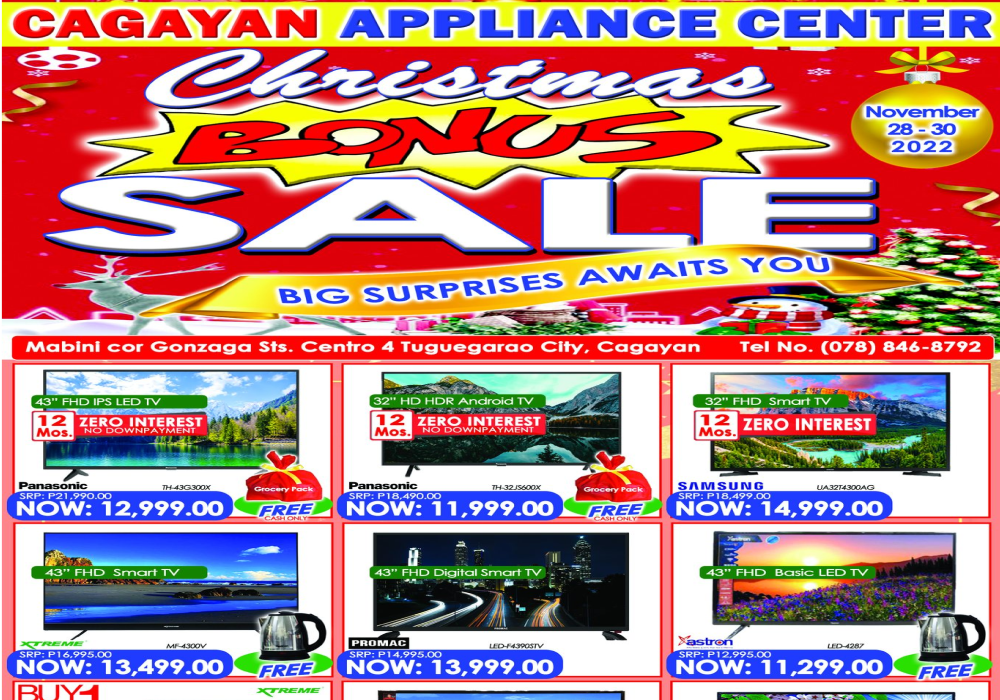 CAGAYAN APPLIANCE CENTER
Christmas
BONUS
SALE
November
28 - 30
2022
BIG SURPRISES AWAITS YOU
Mabini cor Gonzaga Sts. Centro 4 Tuguegarao City, Cagayan Tel No. (078) 846-8792
43" FHD IPS LED TV
12 Mos. ZERO INTEREST
NO DOWNPAYMENT
Panasonic TH-43G300X
Grocery Pack
SRP: P21,990.00
NOW: 12,999.00
FREE
CASH ONLY
32" HD HDR Android TV
12 Mos. ZERO INTEREST
NO DOWNPAYMENT
Panasonic TH-32JS600X
Grocery Pack
SRP: P18,490.00
NOW: 11,999.00
FREE
CASH ONLY
32" FHD Smart TV
12 Mos. ZERO INTEREST
SAMSUNG UA32T4300AG
SRP: P18,499.00
NOW: 14,999.00
43" FHD Smart TV
XTREME MF-4300V
SRP: P16,995.00
NOW: 13,499.00
FREE
43" FHD Digital Smart TV
PROMAC LED-F4390STV
SRP: P14,995.00
NOW: 13,999.00
Xastron
43" FHD Basic LED TV
Xastron LED-4287
SRP: P12,995.00
NOW: 11,299.00
FREE
BUY 1
XTREME